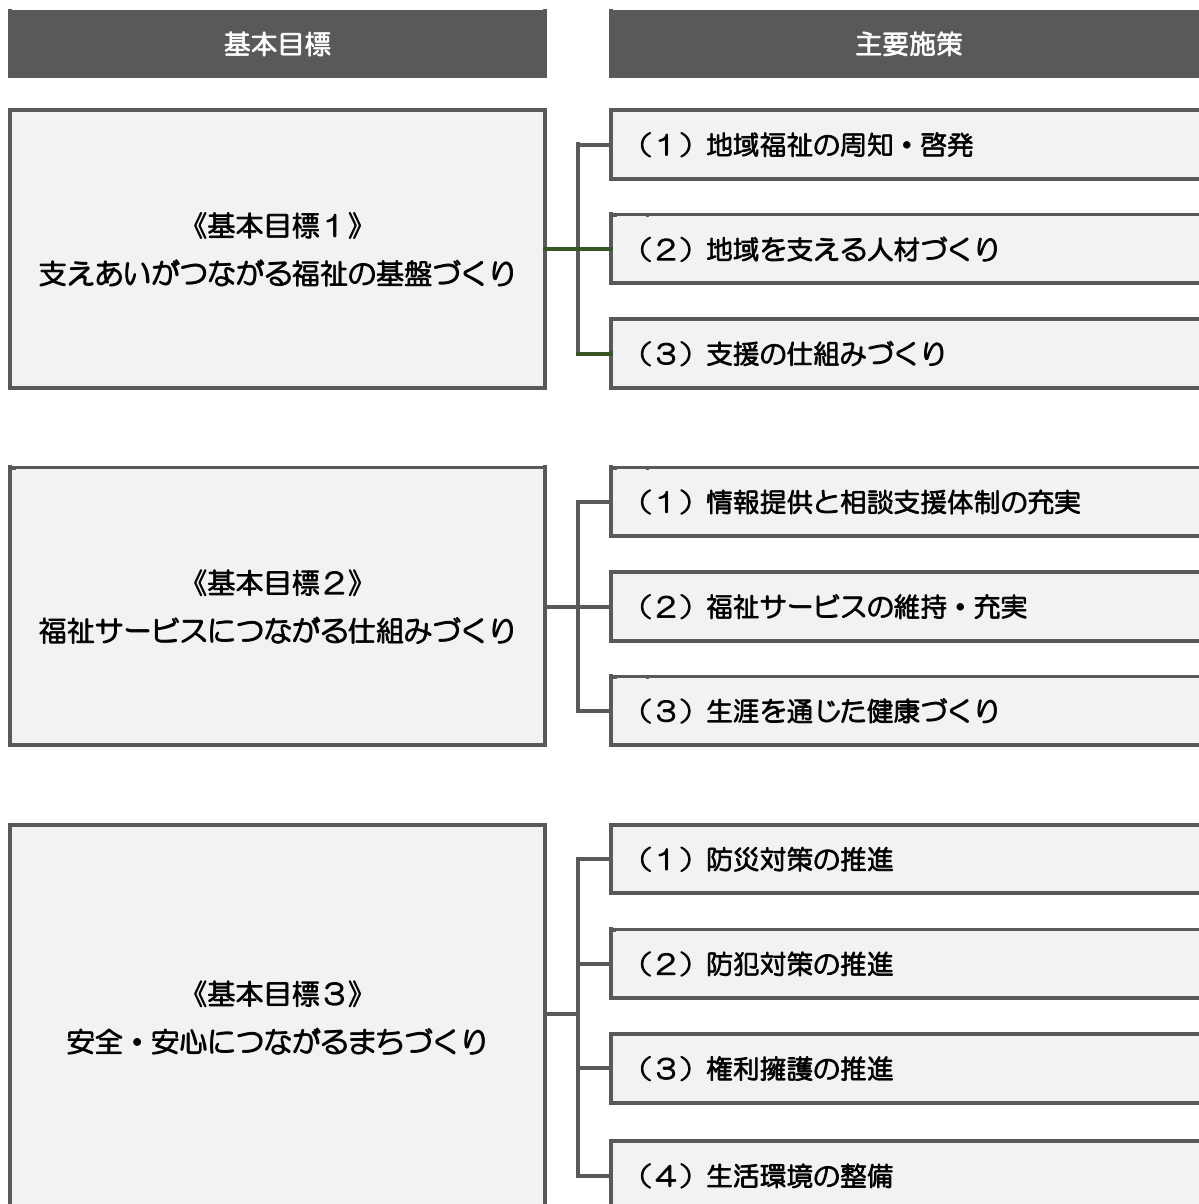 基本目標
主要施策
《基本目標１》
支えあいがつながる福祉の基盤づくり
（１）地域福祉の周知・啓発
（２）地域を支える人材づくり
（３）支援の仕組みづくり
《基本目標２》
福祉サービスにつながる仕組みづくり
（１）情報提供と相談支援体制の充実
（２）福祉サービスの維持・充実
（３）生涯を通じた健康づくり
《基本目標３》
安全・安心につながるまちづくり
（１）防災対策の推進
（２）防犯対策の推進
（３）権利擁護の推進
（４）生活環境の整備